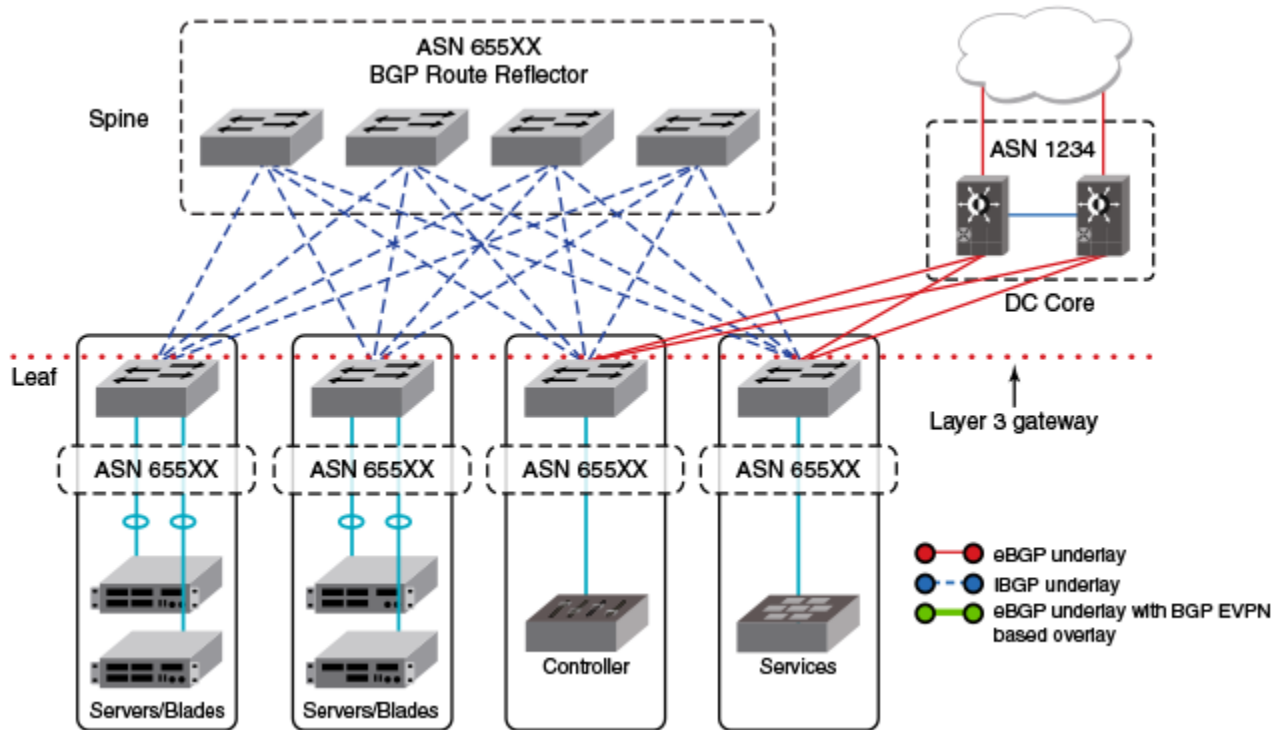 ASN 655XX
BGP Route Reflector
Spine
ASN 1234
DC Core
Leaf
Layer 3 gateway
ASN 655XX
ASN 655XX
ASN 655XX
ASN 655XX
eBGP underlay
IBGP underlay
eBGP underlay with BGP EVPN
based overlay
Controller
Services
Servers/Blades
Servers/Blades